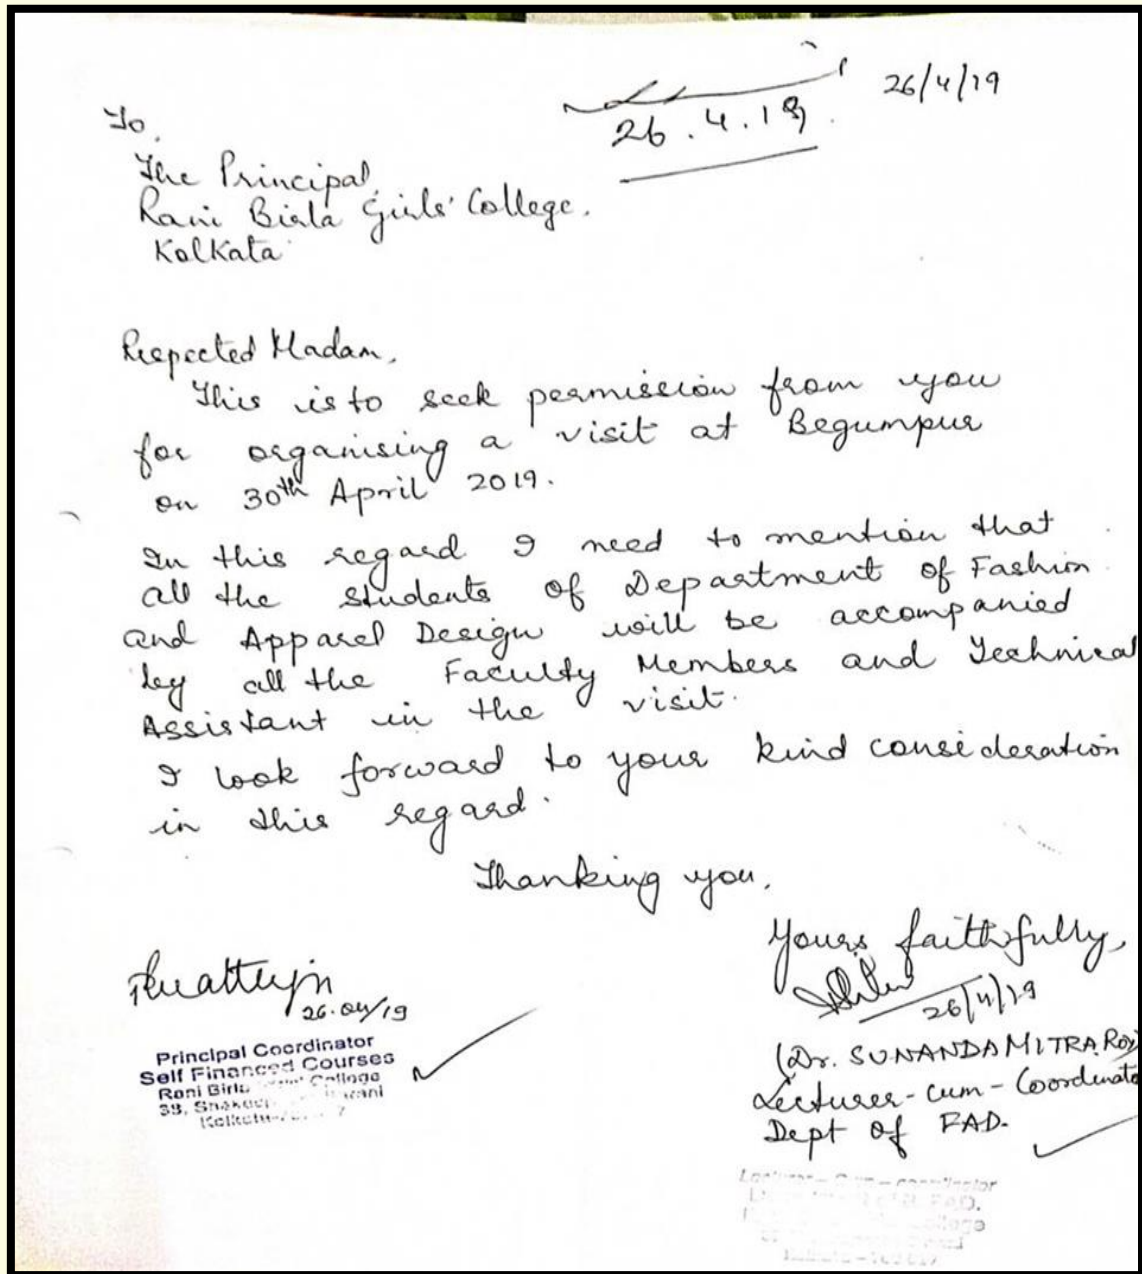 26/4/19
26.4.19
To,
The Principal,
Rani Birla Girls' College,
Kolkata
Respected Madam,
This is to seek permission from you
for organising a visit at Begumpur
on 30th April 2019.
In this regard I need to mention that
all the students of Department of Fashion
and Apparel Design will be accompanied
by all the Faculty Members and Technical
Assistant in the visit.
I look forward to your kind consideration
in this regard.
Thanking you,
Yours faithfully,
26/4/19
(Dr. SUNANDA MITRA ROY)
Lecturer-cum-Coordinator
Dept of FAD.
26.04/19
Principal Coordinator
Self Financed Courses
Rani Birla College
38,